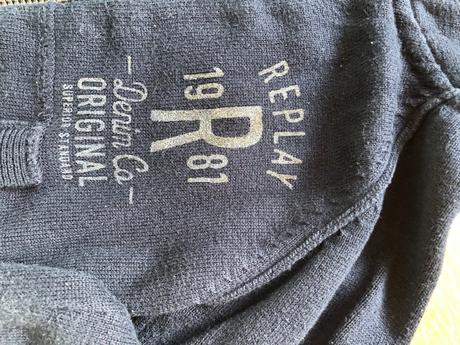 REPLAY
19 R 81
—Denim Co—
ORIGINAL
SUPERIOR STANDARD